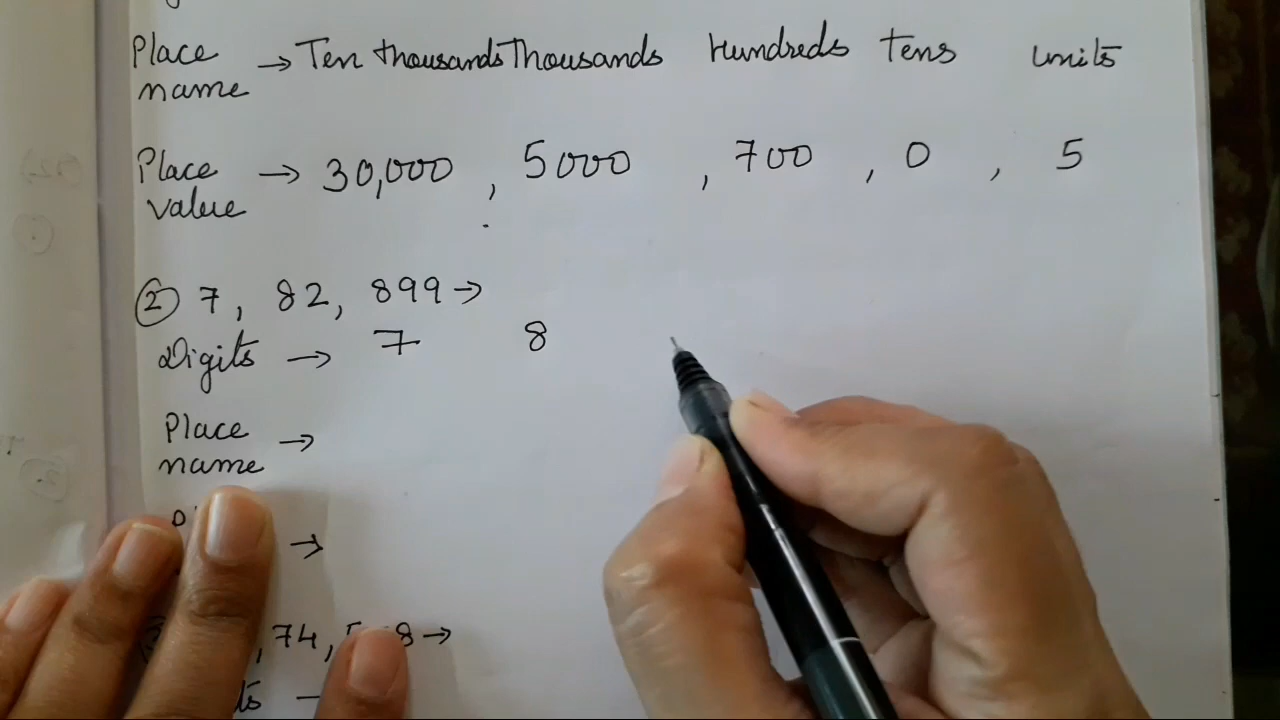 Place name → Ten thousands Thousands Hundreds Tens Units
Place value → 30,000 , 5000 , 700 , 0 , 5
② 7, 82, 899 →
Digits → 7 8
Place name →
→
, 74, 8 →